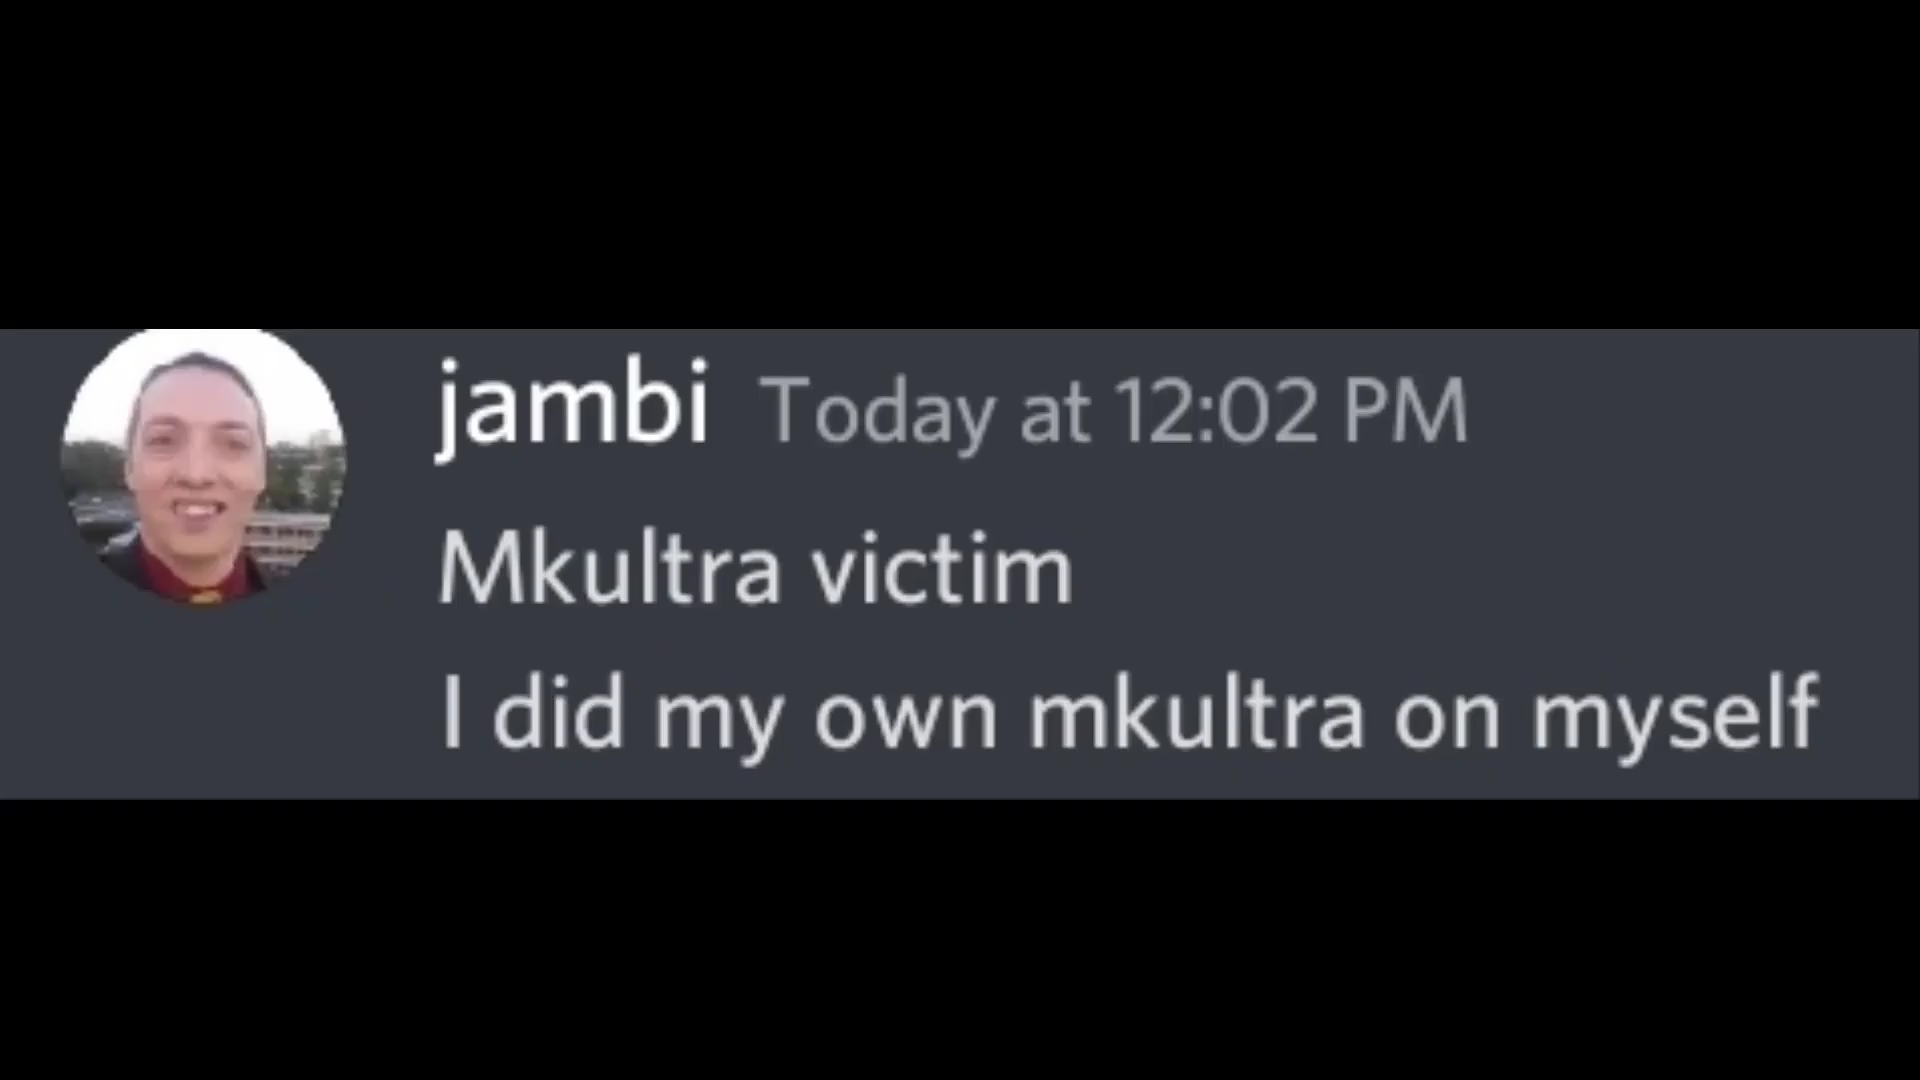 jambi Today at 12:02 PM
Mkultra victim
I did my own mkultra on myself